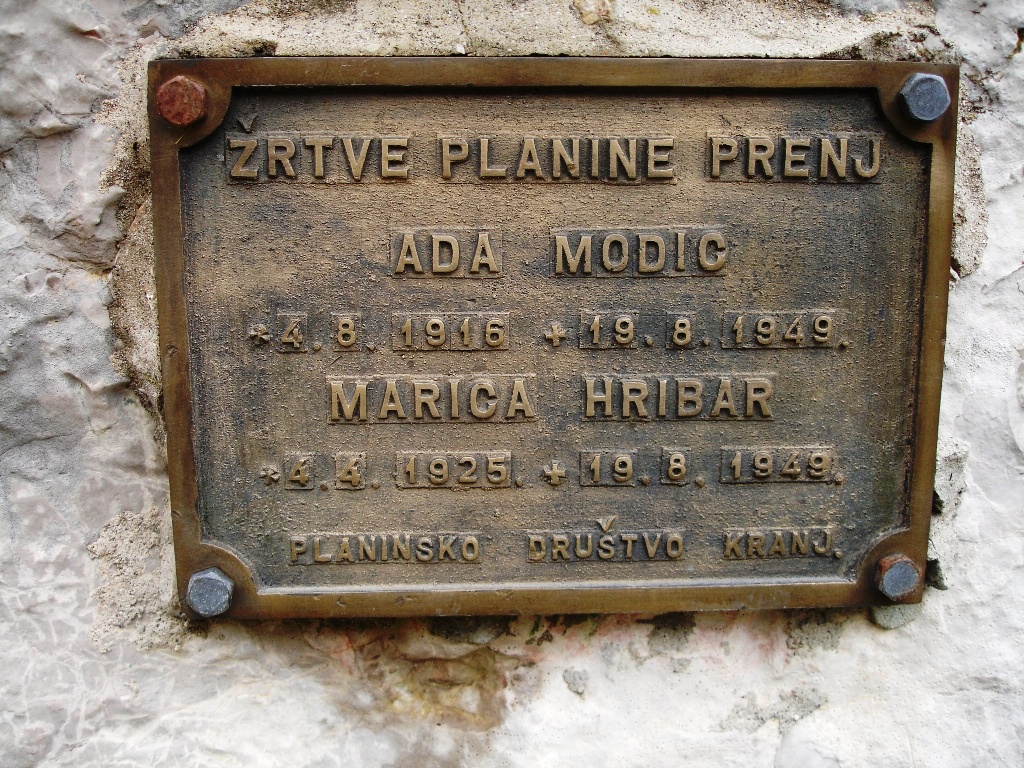 ŽRTVE PLANINE PRENJ
ADA MODIC
* 4. 8. 1916 + 19. 8. 1949.
MARICA HRIBAR
* 4. 4. 1925. + 19. 8. 1949.
PLANINSKO DRUŠTVO KRANJ.